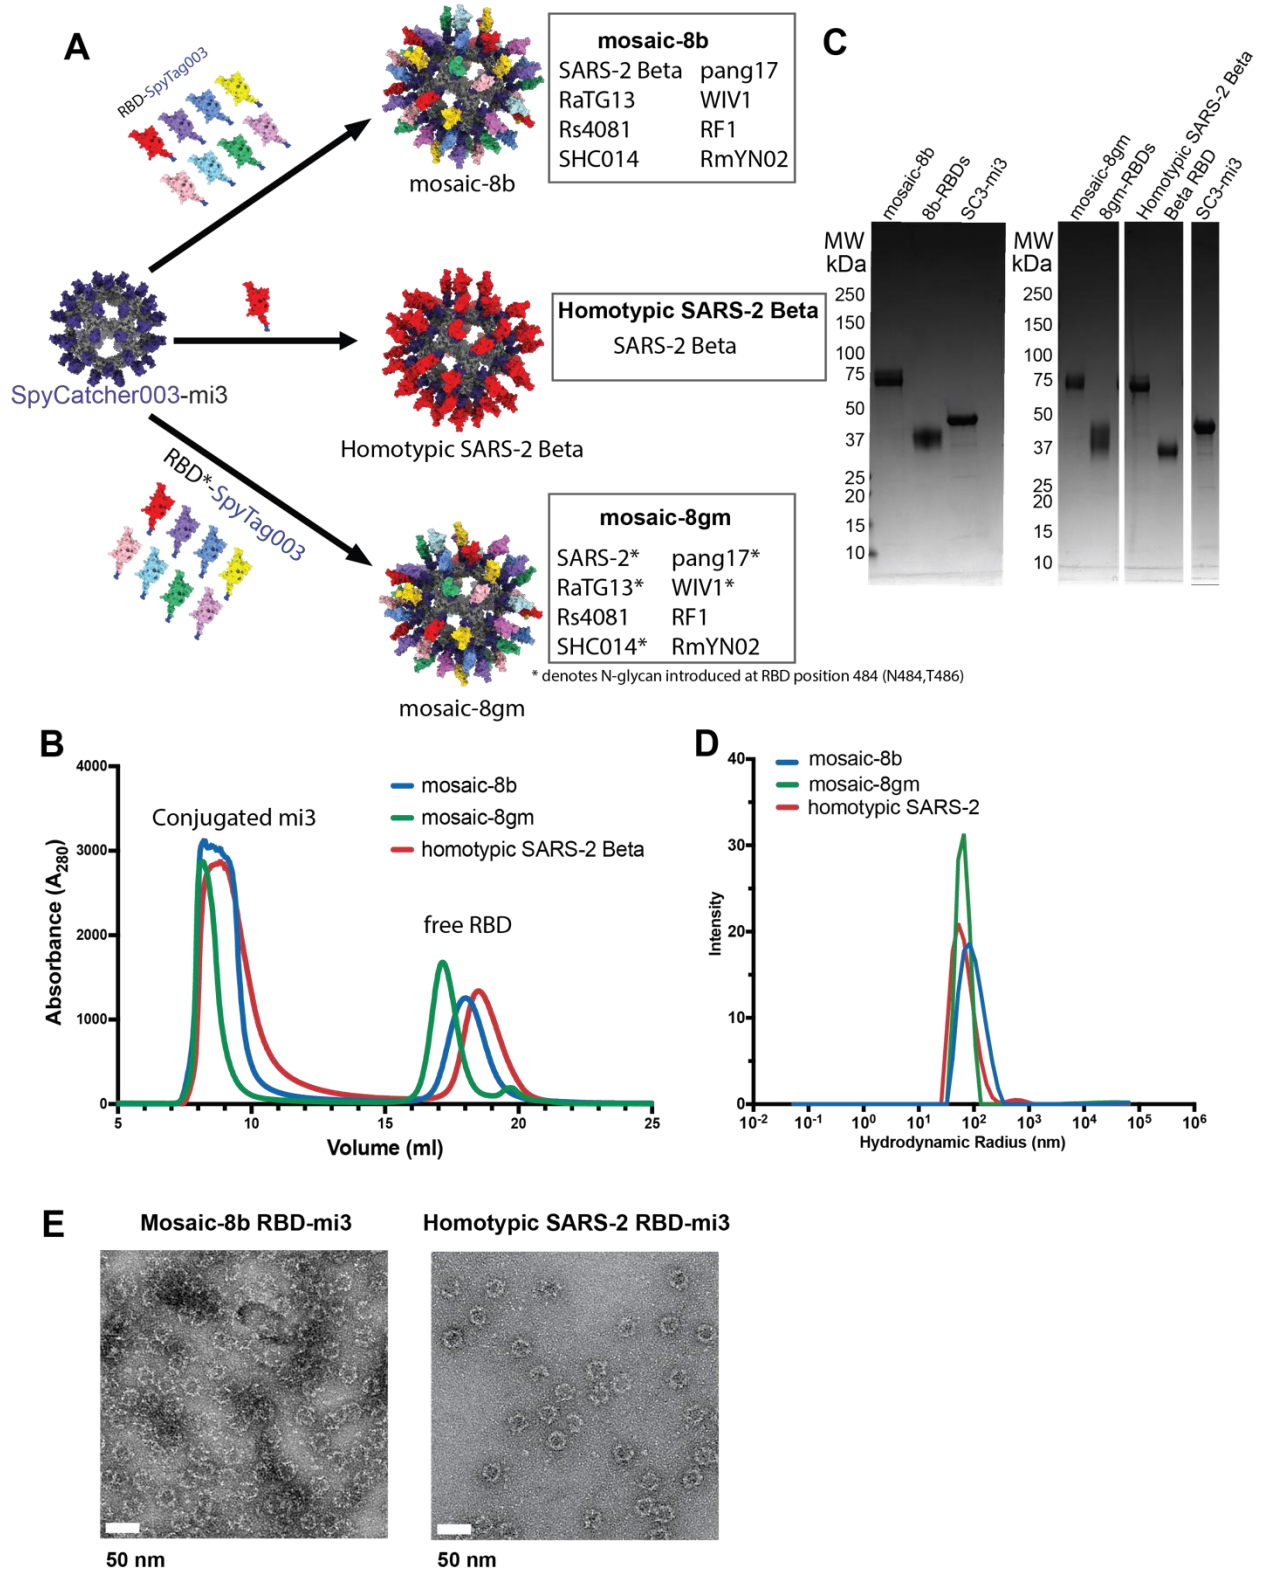 A
RBD-SpyTag003
mosaic-8b
mosaic-8b
SARS-2 Beta pang17
RaTG13 WIV1
Rs4081 RF1
SHC014 RmYN02
SpyCatcher003-mi3
Homotypic SARS-2 Beta
Homotypic SARS-2 Beta
SARS-2 Beta
RBD*-SpyTag003
mosaic-8gm
mosaic-8gm
SARS-2* pang17*
RaTG13* WIV1*
Rs4081 RF1
SHC014* RmYN02
* denotes N-glycan introduced at RBD position 484 (N484,T486)
C
mosaic-8b
8b-RBDs
SC3-mi3
MW
kDa
250
150
100
75
50
37
25
20
15
10
mosaic-8gm
8gm-RBDs
Homotypic SARS-2 Beta
Beta RBD
SC3-mi3
MW
kDa
250
150
100
75
50
37
25
20
15
10
B
mosaic-8b
mosaic-8gm
homotypic SARS-2 Beta
Conjugated mi3
free RBD
Absorbance (A280)
4000
3000
2000
1000
0
5 10 15 20 25
Volume (ml)
D
mosaic-8b
mosaic-8gm
homotypic SARS-2
Intensity
40
30
20
10
0
10-2 10-1 100 101 102 103 104 105 106
Hydrodynamic Radius (nm)
E
Mosaic-8b RBD-mi3
Homotypic SARS-2 RBD-mi3
50 nm
50 nm